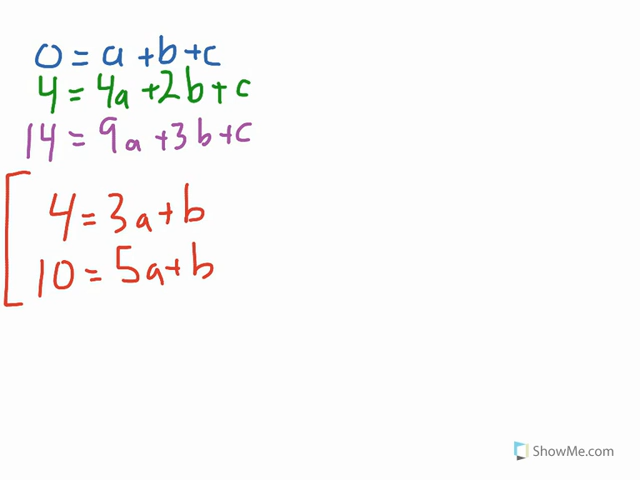 0 = a + b + c
4 = 4a + 2b + c
14 = 9a + 3b + c
4 = 3a + b
10 = 5a + b
ShowMe.com